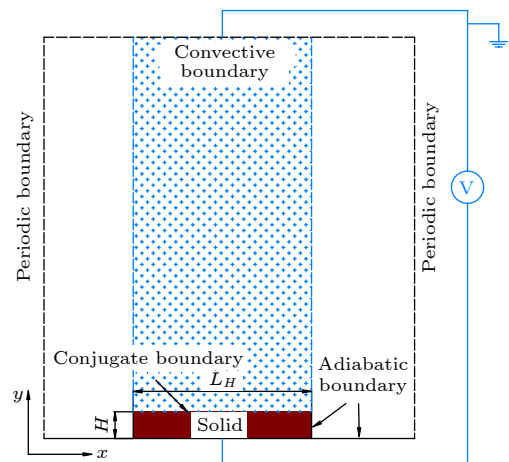 Convective
boundary
Periodic boundary
Periodic boundary
V
Conjugate boundary
L_H
Adiabatic
boundary
y
H
Solid
x